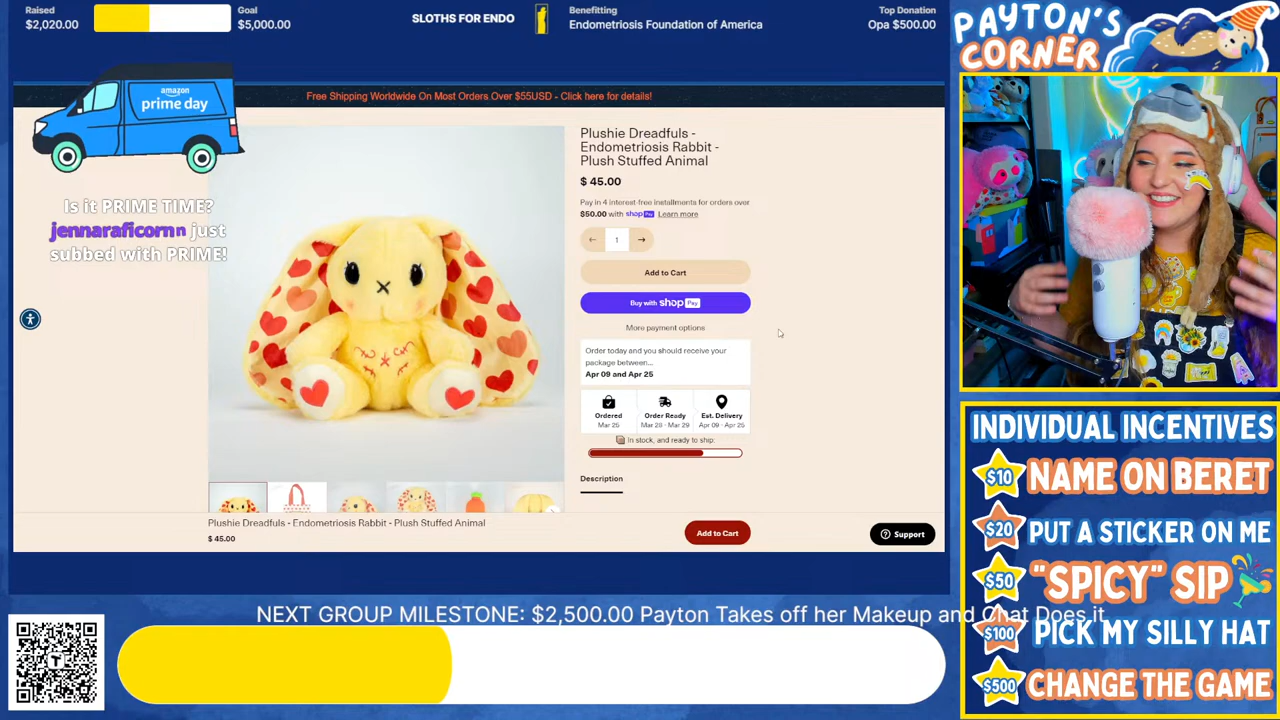 Raised
$2,020.00
Goal
$5,000.00
SLOTHS FOR ENDO
Benefitting
Endometriosis Foundation of America
Top Donation
Opa $500.00
PAYTON'S
CORNER
Free Shipping Worldwide On Most Orders Over $55USD - Click here for details!
amazon
prime day
Is it PRIME TIME?
jennaraficornn just
subbed with PRIME!
Plushie Dreadfuls -
Endometriosis Rabbit -
Plush Stuffed Animal
$ 45.00
Pay in 4 interest-free installments for orders over
$50.00 with shop Pay Learn more
← 1 →
Add to Cart
Buy with shop Pay
More payment options
Order today and you should receive your
package between...
Apr 09 and Apr 25
Ordered
Mar 25
Order Ready
Mar 28 - Mar 29
Est. Delivery
Apr 09 - Apr 25
In stock, and ready to ship:
Description
Plushie Dreadfuls - Endometriosis Rabbit - Plush Stuffed Animal
$ 45.00
Add to Cart
Support
INDIVIDUAL INCENTIVES
$10 NAME ON BERET
$20 PUT A STICKER ON ME
$50 "SPICY" SIP
$100 PICK MY SILLY HAT
$500 CHANGE THE GAME
NEXT GROUP MILESTONE: $2,500.00 Payton Takes off her Makeup and Chat Does it